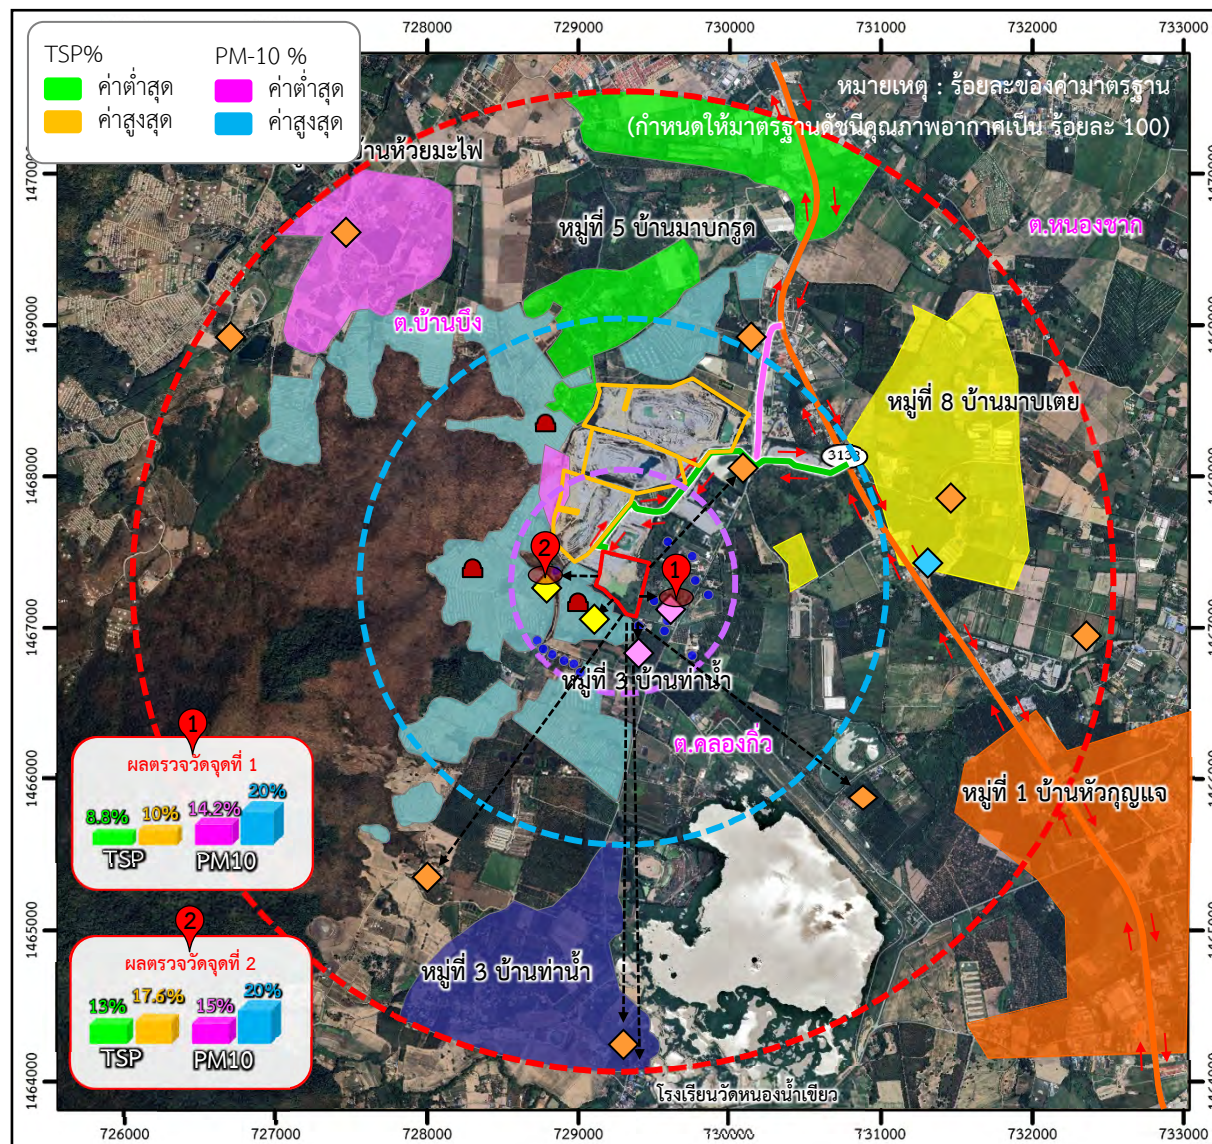 728000 729000 730000 731000 732000 733000
TSP%
ค่าต่ำสุด
ค่าสูงสุด
PM-10 %
ค่าต่ำสุด
ค่าสูงสุด
หมายเหตุ : ร้อยละของค่ามาตรฐาน
(กำหนดให้มาตรฐานดัชนีคุณภาพอากาศเป็น ร้อยละ 100)
บ้านห้วยมะไฟ
1470000
1470000
หมู่ที่ 5 บ้านมาบกรูด
ต.หนองชาก
ต.บ้านบึง
1469000
1469000
หมู่ที่ 8 บ้านมาบเตย
3138
1468000
1468000
2
1
1467000
1467000
หมู่ที่ 3 บ้านท่าน้ำ
ต.คลองกิ่ว
1466000
1466000
หมู่ที่ 1 บ้านหัวกุญแจ
1
ผลตรวจวัดจุดที่ 1
8.8% 10% 14.2% 20%
TSP PM10
1465000
1465000
2
ผลตรวจวัดจุดที่ 2
13% 17.6% 15% 20%
TSP PM10
หมู่ที่ 3 บ้านท่าน้ำ
1464000
1464000
โรงเรียนวัดหนองน้ำเขียว
726000 727000 728000 729000 730000 731000 732000 733000